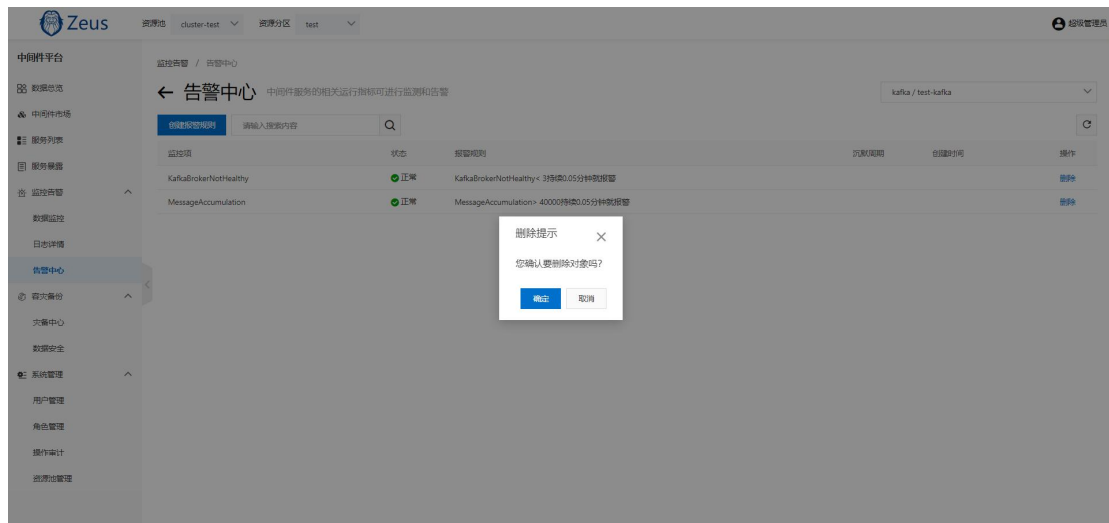 Zeus 资源池 cluster-test 资源分区 test 超级管理员
中间件平台
数据总览
中间件市场
服务列表
服务暴露
监控告警
数据监控
日志详情
告警中心
容灾备份
灾备中心
数据安全
系统管理
用户管理
角色管理
操作审计
资源池管理
监控告警 / 告警中心
告警中心 中间件服务的相关运行指标可进行监测和告警 kafka / test-kafka
创建报警规则 请输入搜索内容
监控项 状态 报警规则 沉默周期 创建时间 操作
KafkaBrokerNotHealthy 正常 KafkaBrokerNotHealthy< 3持续0.05分钟就报警 删除
MessageAccumulation 正常 MessageAccumulation> 40000持续0.05分钟就报警 删除
删除提示
您确认要删除对象吗?
确定 取消